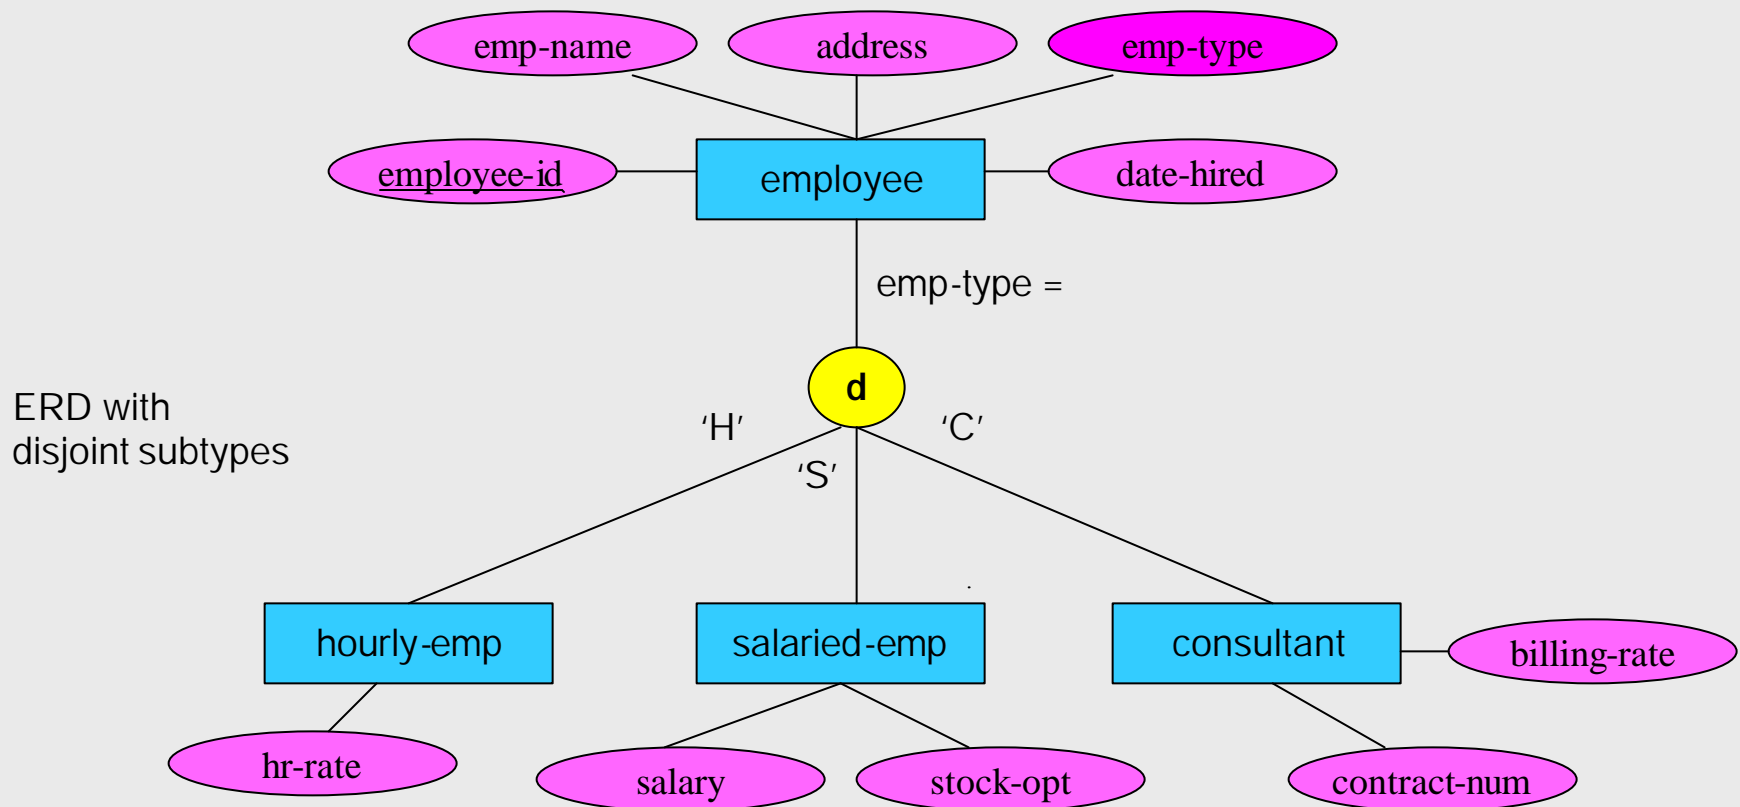 emp-name
address
emp-type
employee-id
employee
date-hired
emp-type =
d
ERD with
disjoint subtypes
‘H’
‘C’
‘S’
hourly-emp
salaried-emp
consultant
billing-rate
hr-rate
salary
stock-opt
contract-num